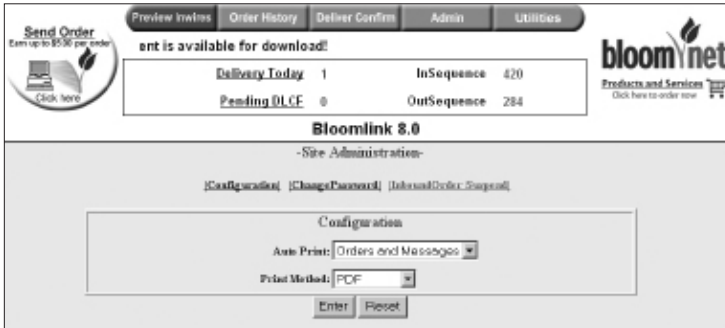 Send Order
Earn up to $5.00 per order
Click here
Preview Inwires
Order History
Deliver Confirm
Admin
Utilities
ent is available for download!
Delivery Today 1 InSequence 420
Pending DLCF 0 OutSequence 284
bloomnet
Products and Services
Click here to order now
Bloomlink 8.0
-Site Administration-
|Configuration| |ChangePassword| |InboundOrder Suspend|
Configuration
Auto Print: Orders and Messages
Print Method: PDF
Enter Reset